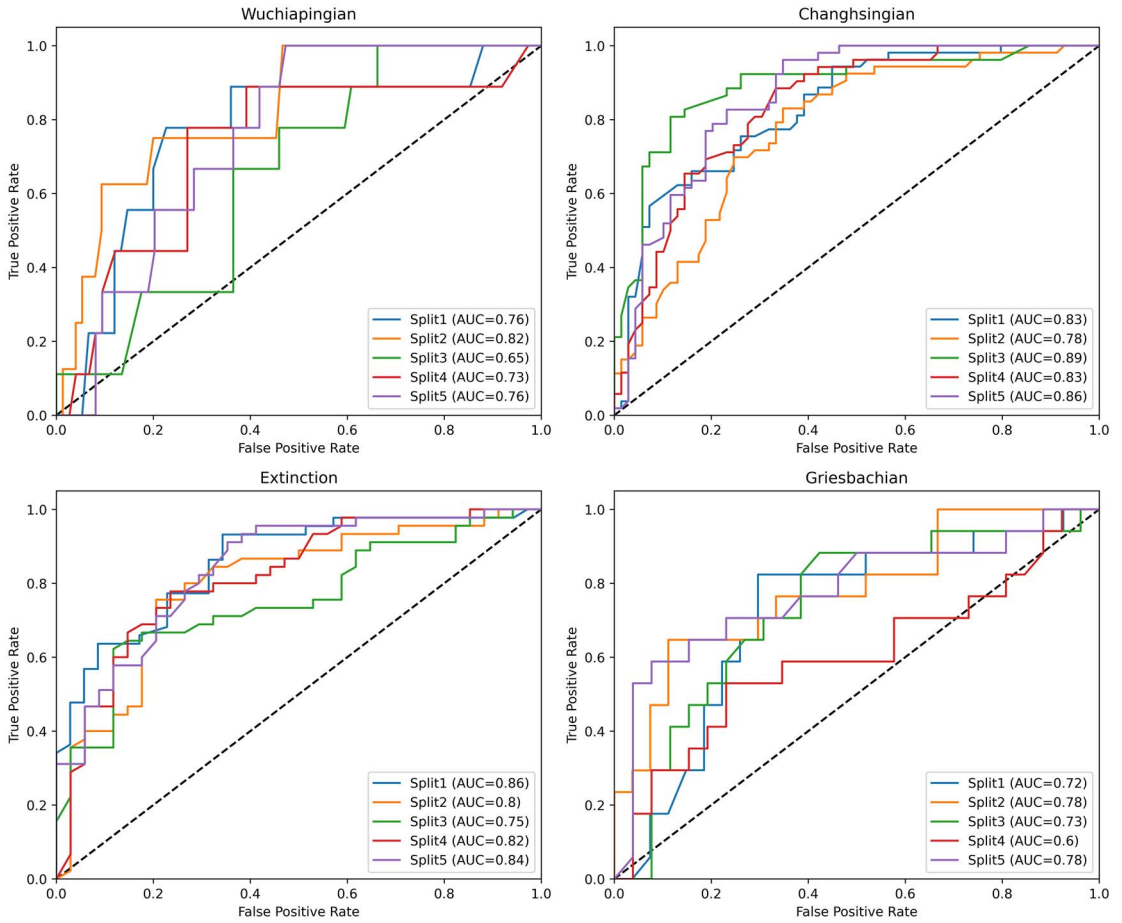 Wuchiapingian
1.0
0.8
0.6
0.4
0.2
0.0
True Positive Rate
0.0 0.2 0.4 0.6 0.8 1.0
False Positive Rate
Split1 (AUC=0.76)
Split2 (AUC=0.82)
Split3 (AUC=0.65)
Split4 (AUC=0.73)
Split5 (AUC=0.76)
Changhsingian
1.0
0.8
0.6
0.4
0.2
0.0
True Positive Rate
0.0 0.2 0.4 0.6 0.8 1.0
False Positive Rate
Split1 (AUC=0.83)
Split2 (AUC=0.78)
Split3 (AUC=0.89)
Split4 (AUC=0.83)
Split5 (AUC=0.86)
Extinction
1.0
0.8
0.6
0.4
0.2
0.0
True Positive Rate
0.0 0.2 0.4 0.6 0.8 1.0
False Positive Rate
Split1 (AUC=0.86)
Split2 (AUC=0.8)
Split3 (AUC=0.75)
Split4 (AUC=0.82)
Split5 (AUC=0.84)
Griesbachian
1.0
0.8
0.6
0.4
0.2
0.0
True Positive Rate
0.0 0.2 0.4 0.6 0.8 1.0
False Positive Rate
Split1 (AUC=0.72)
Split2 (AUC=0.78)
Split3 (AUC=0.73)
Split4 (AUC=0.6)
Split5 (AUC=0.78)